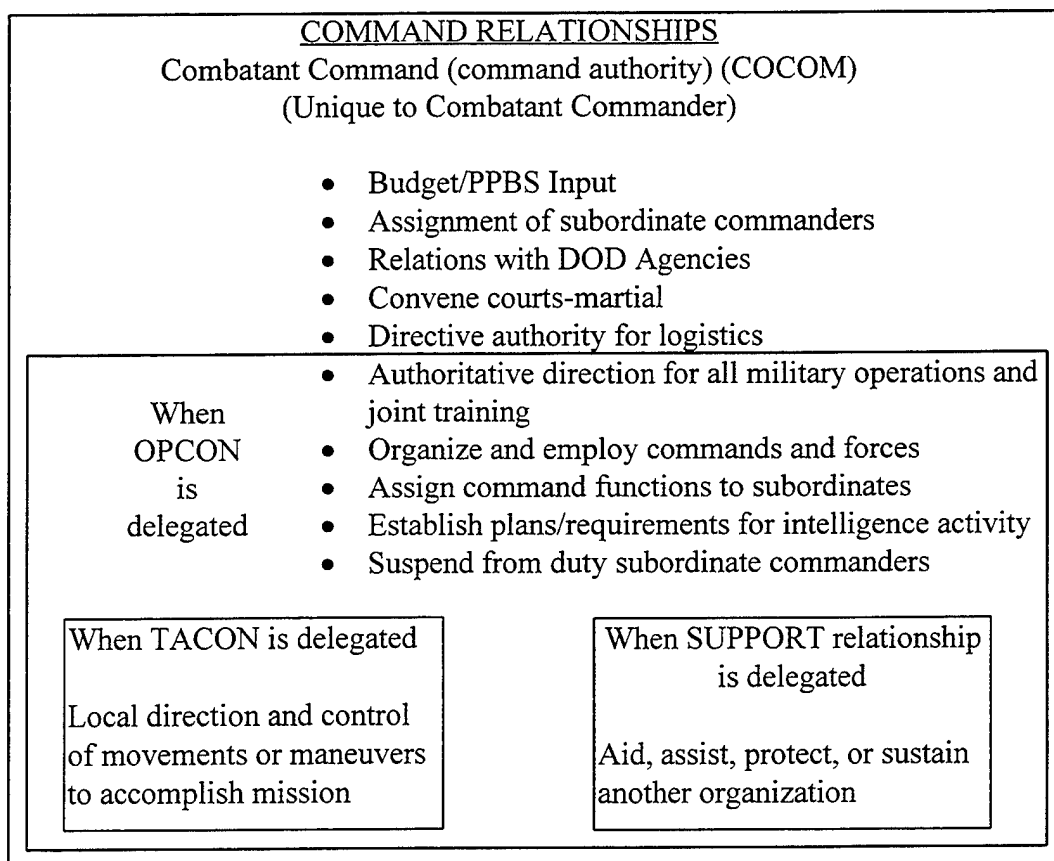 COMMAND RELATIONSHIPS
Combatant Command (command authority) (COCOM)
(Unique to Combatant Commander)
• Budget/PPBS Input
• Assignment of subordinate commanders
• Relations with DOD Agencies
• Convene courts-martial
• Directive authority for logistics
• Authoritative direction for all military operations and
joint training
• Organize and employ commands and forces
• Assign command functions to subordinates
• Establish plans/requirements for intelligence activity
• Suspend from duty subordinate commanders
When
OPCON
is
delegated
When TACON is delegated
Local direction and control
of movements or maneuvers
to accomplish mission
When SUPPORT relationship
is delegated
Aid, assist, protect, or sustain
another organization